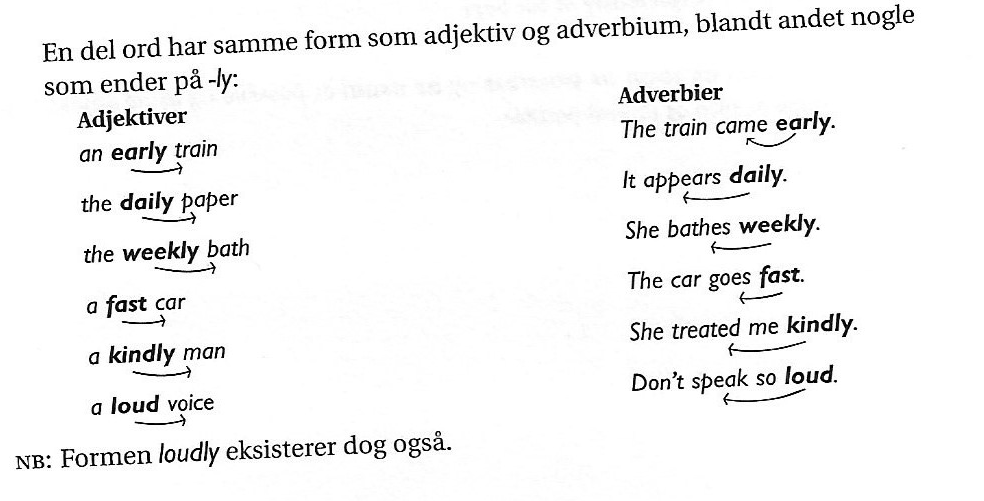 En del ord har samme form som adjektiv og adverbium, blandt andet nogle
som ender på -ly:
Adjektiver
an early train
the daily paper
the weekly bath
a fast car
a kindly man
a loud voice
Adverbier
The train came early.
It appears daily.
She bathes weekly.
The car goes fast.
She treated me kindly.
Don't speak so loud.
NB: Formen loudly eksisterer dog også.